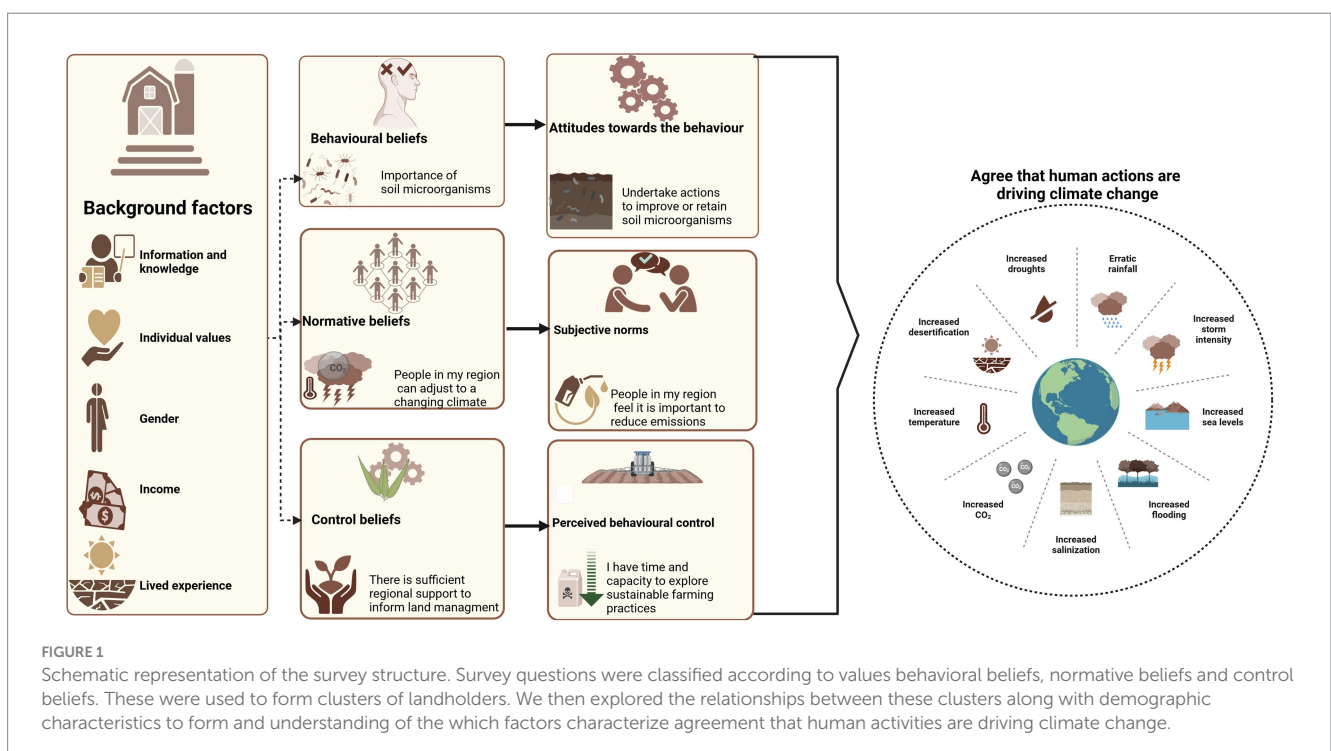 Background factors
Information and
knowledge
Individual values
Gender
Income
Lived experience
Behavioural beliefs
Importance of
soil microorganisms
Attitudes towards the behaviour
Undertake actions
to improve or retain
soil microorganisms
Normative beliefs
CO₂
People in my region
can adjust to a
changing climate
Subjective norms
People in my region
feel it is important to
reduce emissions
Control beliefs
There is sufficient
regional support to
inform land managment
Perceived behavioural control
I have time and
capacity to explore
sustainable farming
practices
Agree that human actions are
driving climate change
Increased
droughts
Erratic
rainfall
Increased
storm
intensity
Increased
sea levels
Increased
flooding
Increased
salinization
Increased
CO₂
CO₂
CO₂
CO₂
Increased
temperature
Increased
desertification
FIGURE 1
Schematic representation of the survey structure. Survey questions were classified according to values behavioral beliefs, normative beliefs and control
beliefs. These were used to form clusters of landholders. We then explored the relationships between these clusters along with demographic
characteristics to form and understanding of the which factors characterize agreement that human activities are driving climate change.